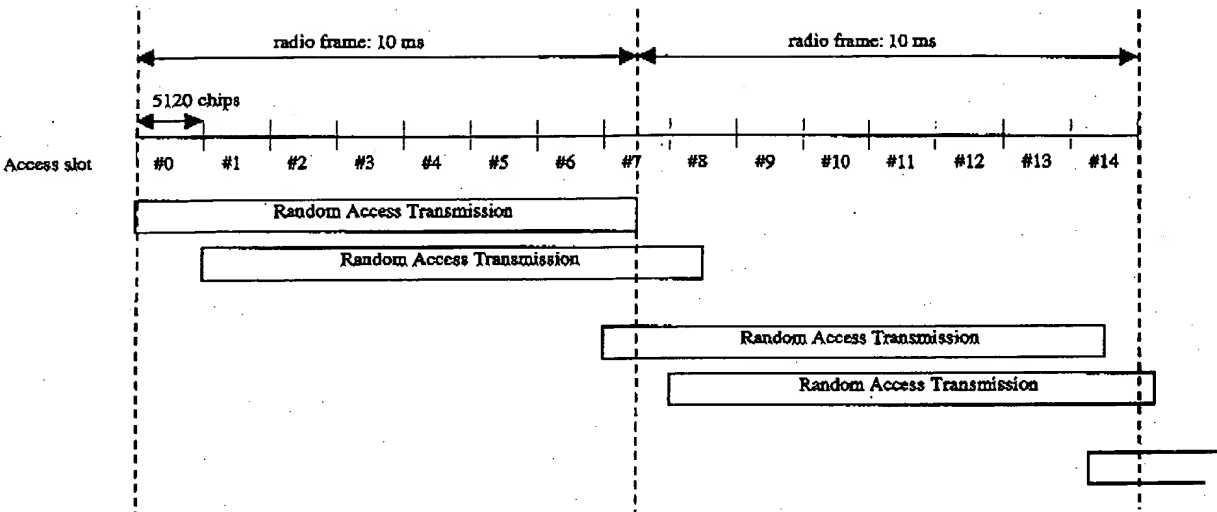 radio frame: 10 ms
radio frame: 10 ms
5120 chips
Access slot #0 #1 #2 #3 #4 #5 #6 #7 #8 #9 #10 #11 #12 #13 #14
Random Access Transmission
Random Access Transmission
Random Access Transmission
Random Access Transmission